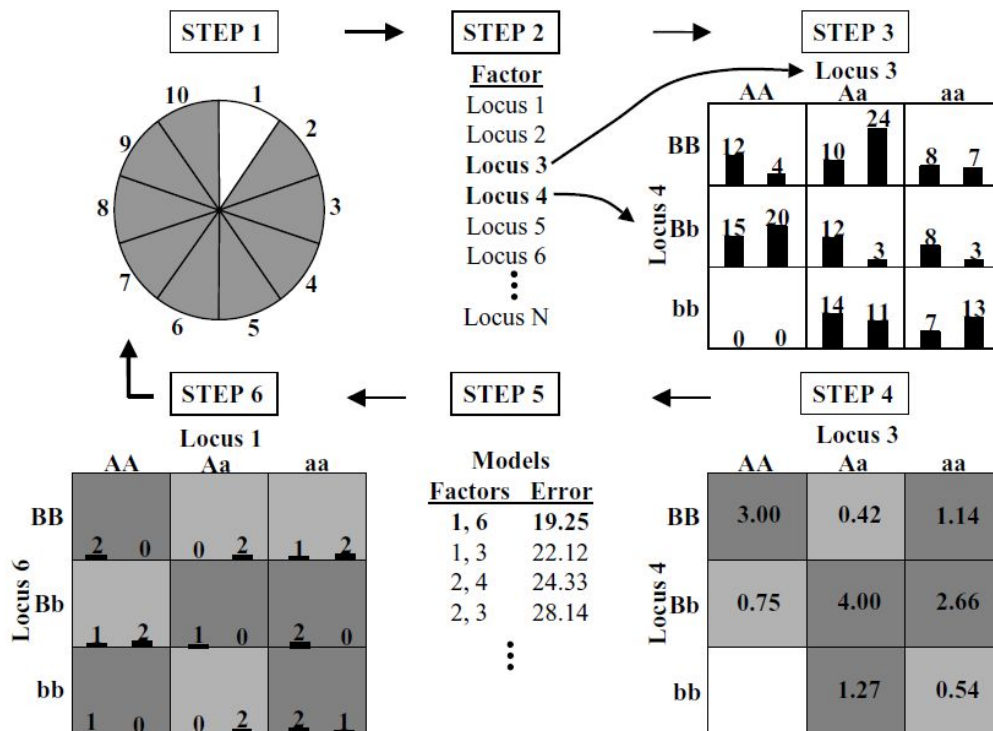 STEP 1
STEP 2
STEP 3
10
1
2
3
4
5
6
7
8
9
Factor
Locus 1
Locus 2
Locus 3
Locus 4
Locus 5
Locus 6
Locus N
Locus 3
AA Aa aa
Locus 4
BB
12 4 10 24 8 7
Bb
15 20 12 3 8 3
bb
0 0 14 11 7 13
STEP 6
STEP 5
STEP 4
Locus 1
AA Aa aa
Locus 6
BB
2 0 0 2 1 2
Bb
1 2 1 0 2 0
bb
1 0 0 2 2 1
Models
Factors Error
1, 6 19.25
1, 3 22.12
2, 4 24.33
2, 3 28.14
Locus 3
AA Aa aa
Locus 4
BB 3.00 0.42 1.14
Bb 0.75 4.00 2.66
bb 1.27 0.54